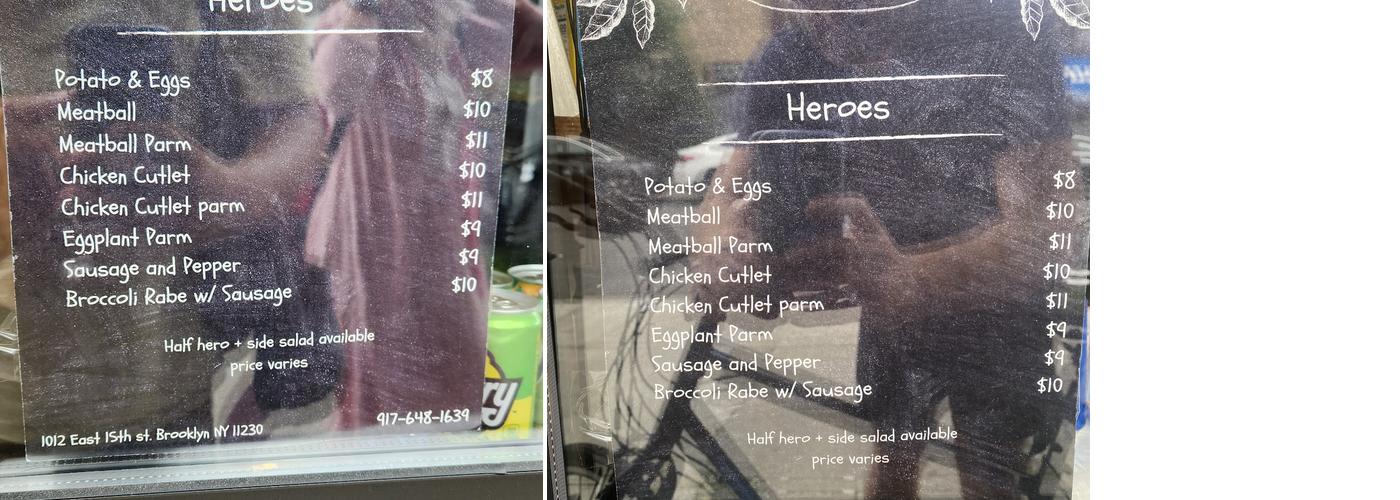 Heroes
Potato & Eggs $8
Meatball $10
Meatball Parm $11
Chicken Cutlet $10
Chicken Cutlet parm $11
Eggplant Parm $9
Sausage and Pepper $9
Broccoli Rabe w/ Sausage $10
Half hero + side salad available
price varies
917-648-1639
1012 East 15th st. Brooklyn NY 11230
ry
Heroes
Potato & Eggs $8
Meatball $10
Meatball Parm $11
Chicken Cutlet $10
Chicken Cutlet parm $11
Eggplant Parm $9
Sausage and Pepper $9
Broccoli Rabe w/ Sausage $10
Half hero + side salad available
price varies